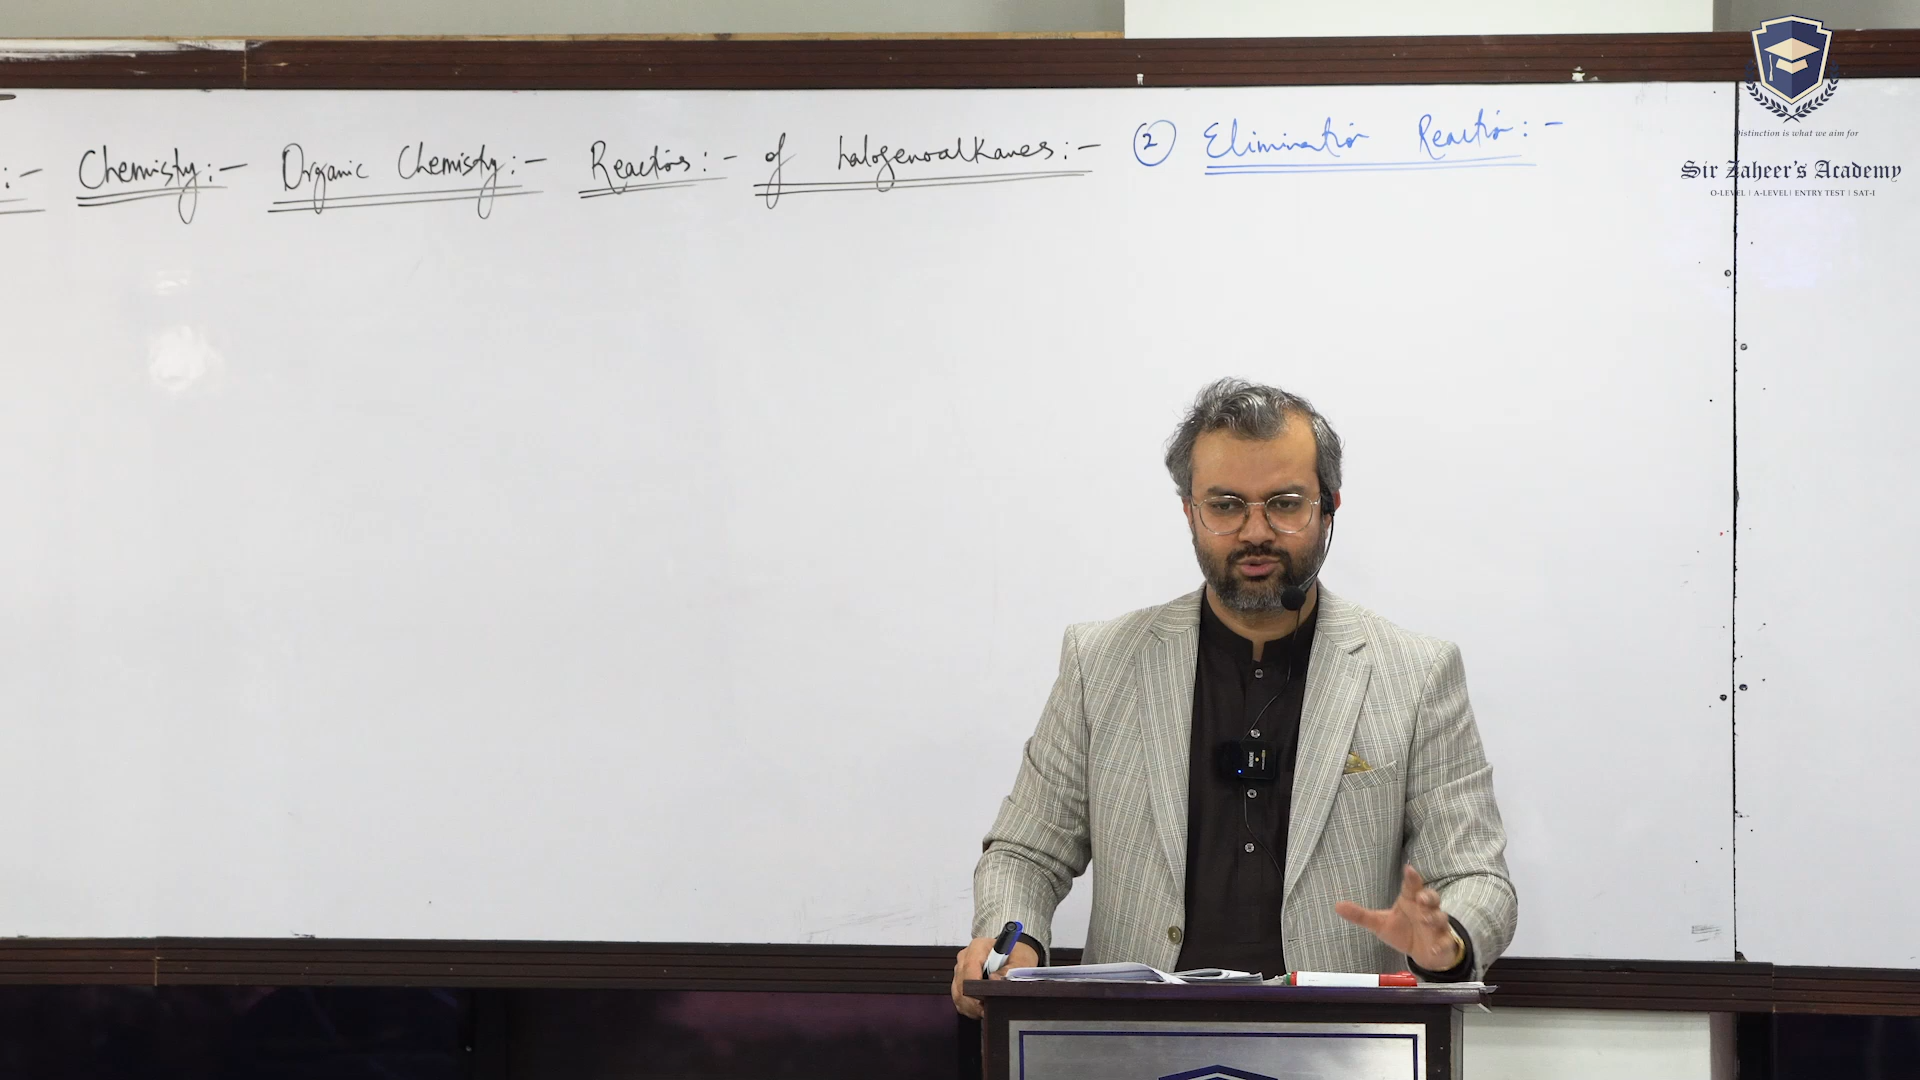 :- Chemistry:- Organic Chemistry:- Reactions:- of halogenoalkanes:- ② Elimination Reaction:-
Distinction is what we aim for
Sir Zaheer's Academy
O-LEVEL | A-LEVEL | ENTRY TEST | SAT-I